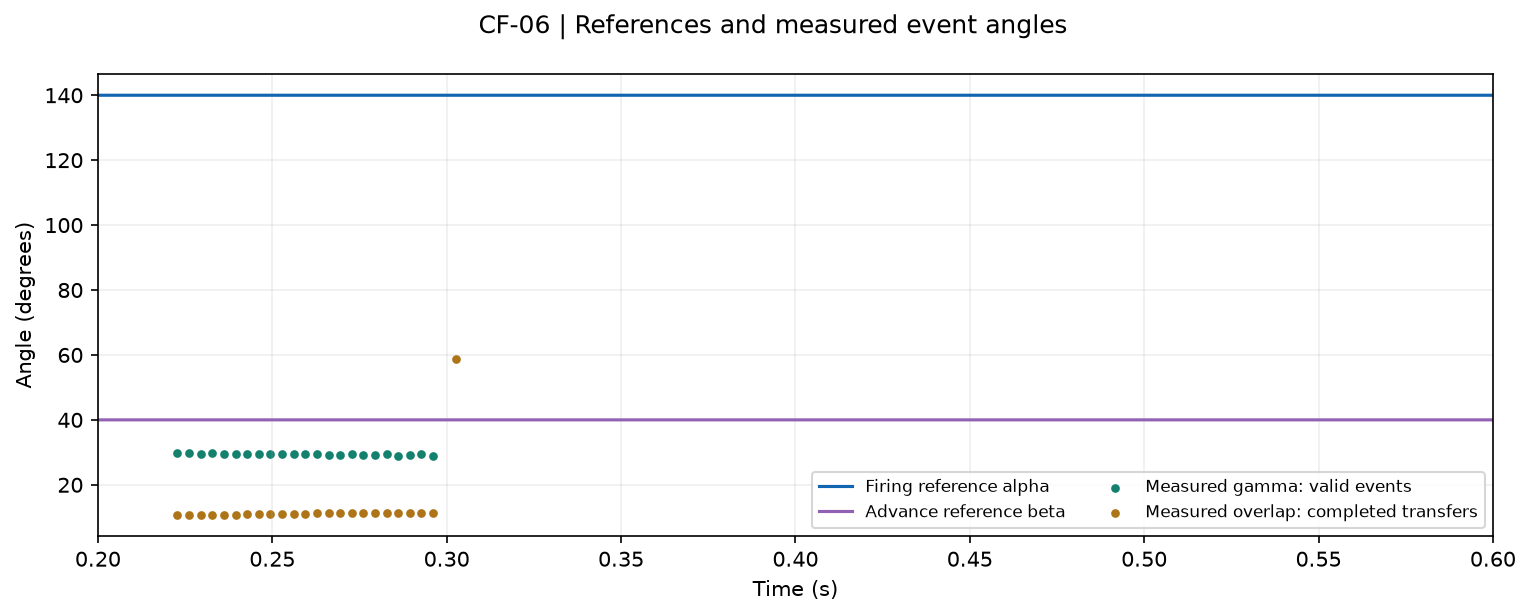 CF-06 | References and measured event angles
Angle (degrees)
140
120
100
80
60
40
20
0.20 0.25 0.30 0.35 0.40 0.45 0.50 0.55 0.60
Time (s)
Firing reference alpha
Advance reference beta
Measured gamma: valid events
Measured overlap: completed transfers